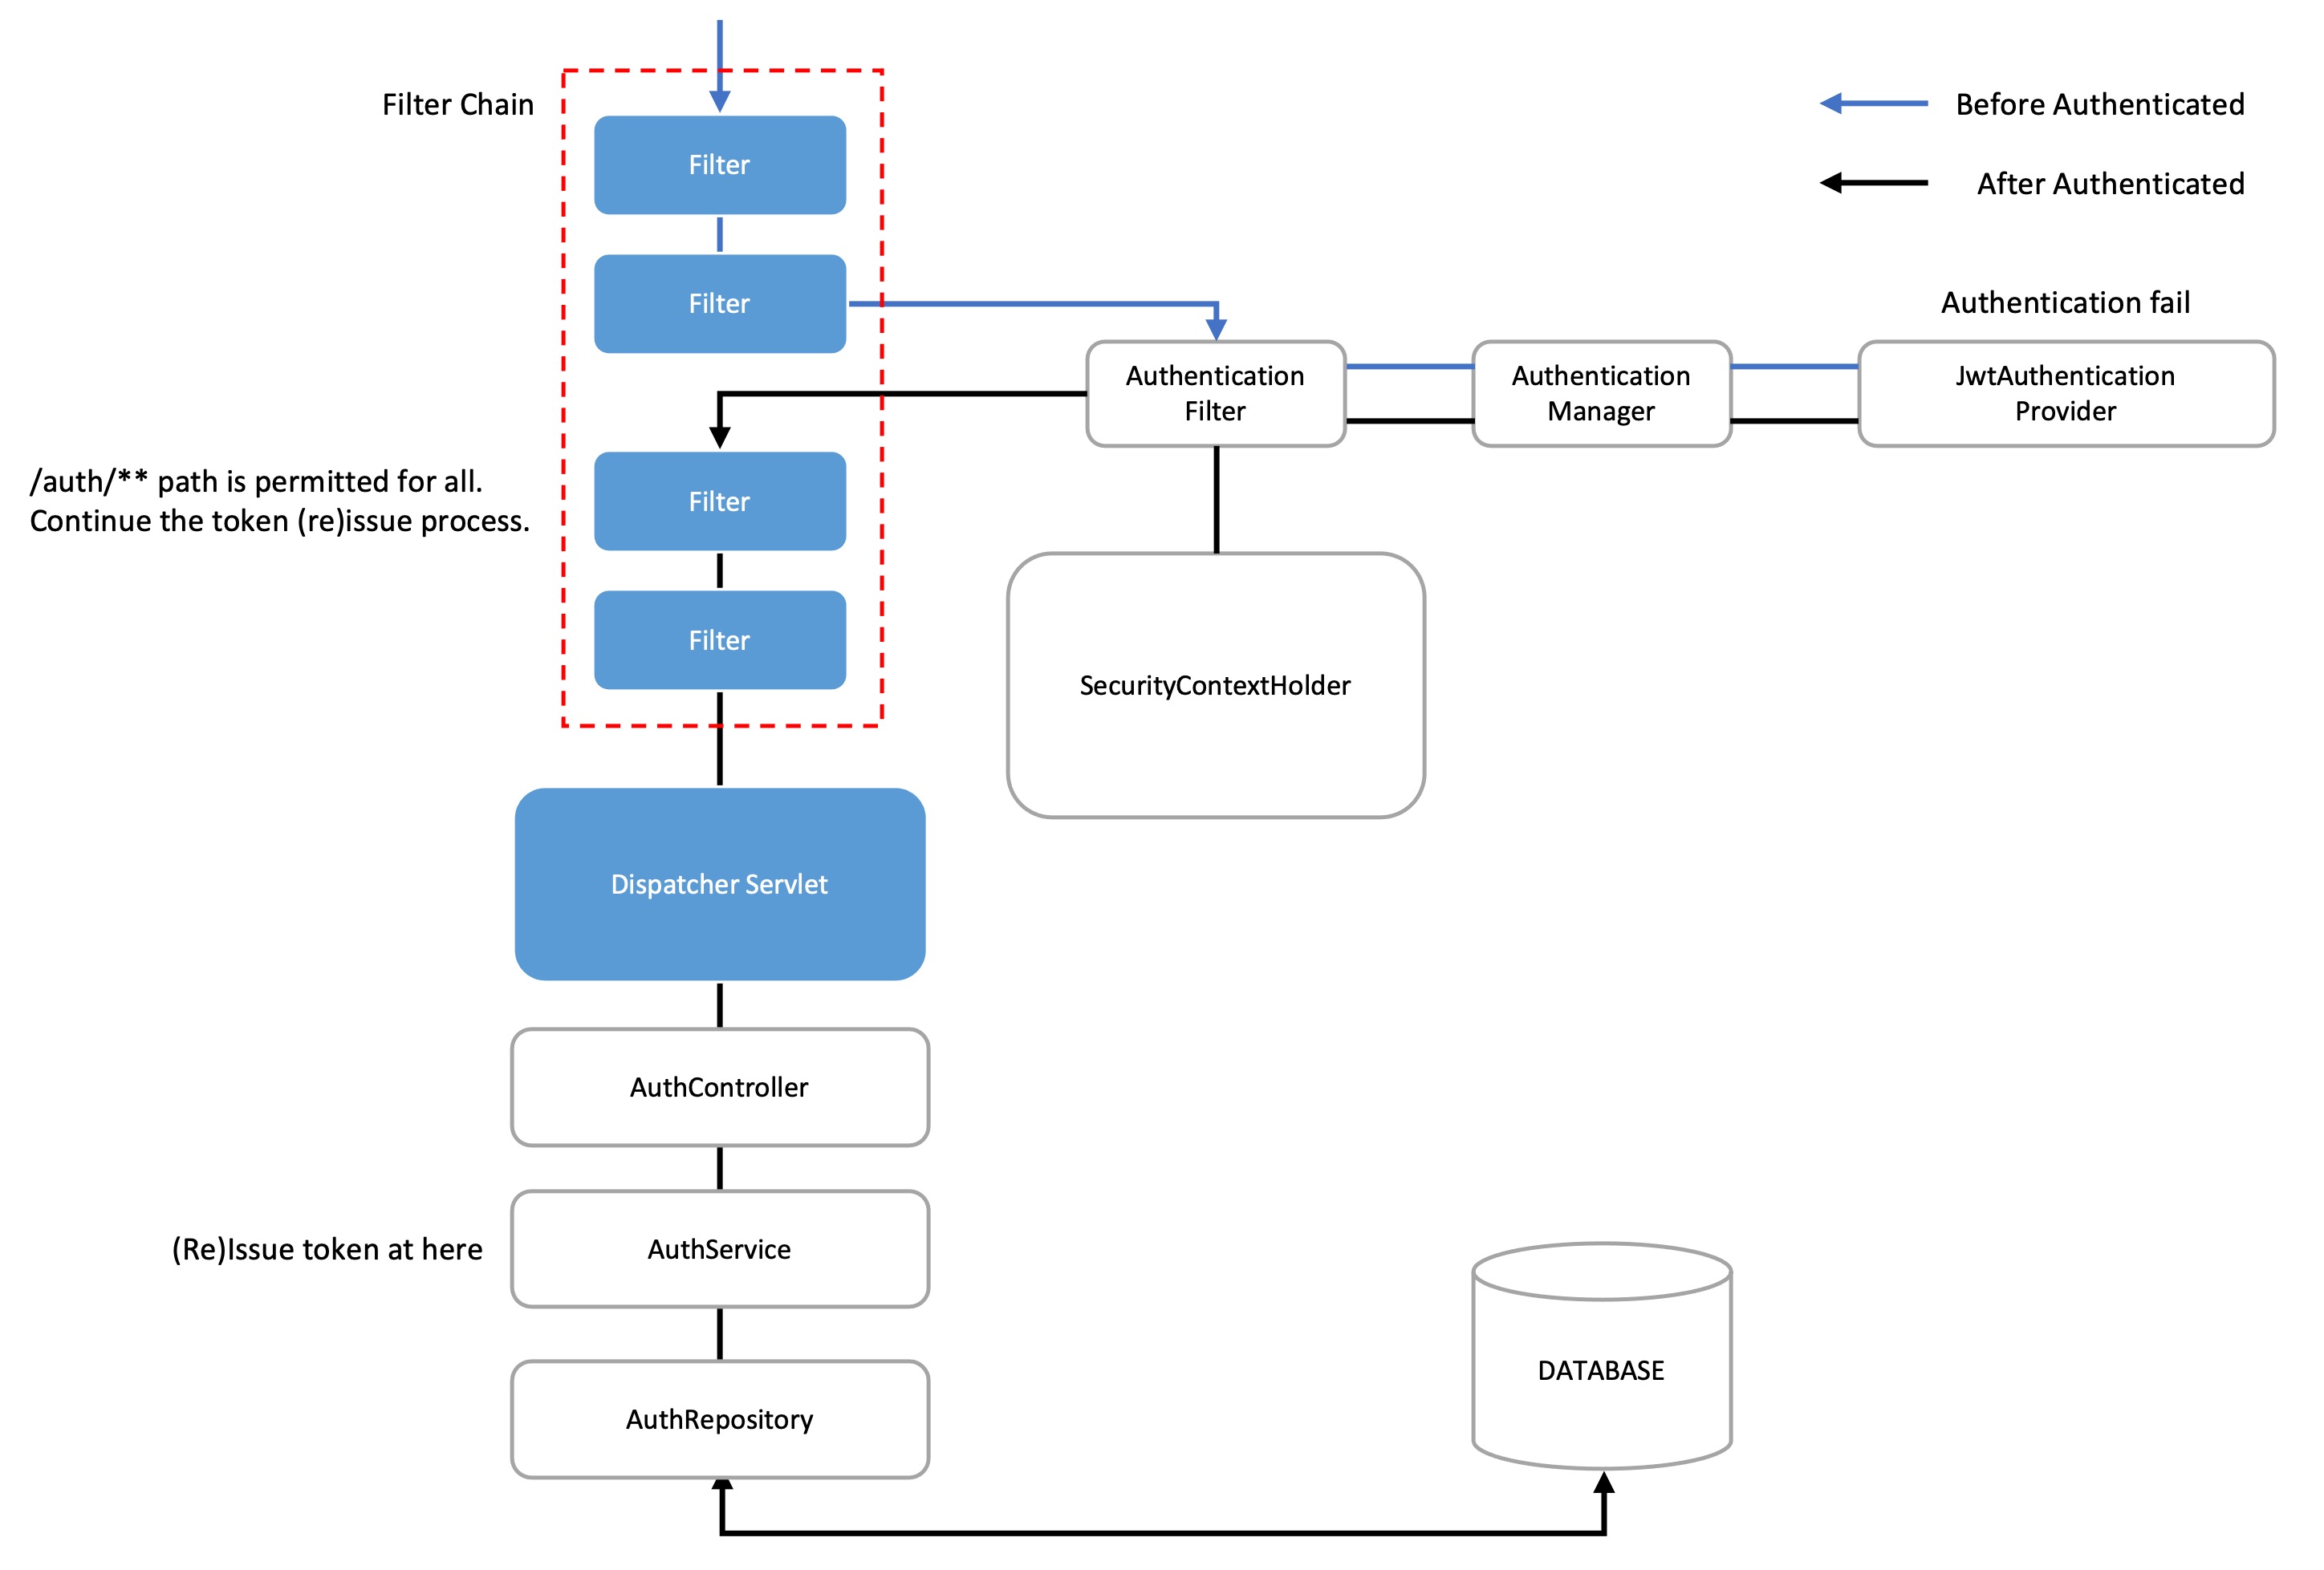 Filter Chain
Before Authenticated
After Authenticated
Filter
Filter
Authentication fail
Authentication
Filter
Authentication
Manager
JwtAuthentication
Provider
/auth/** path is permitted for all.
Continue the token (re)issue process.
Filter
Filter
SecurityContextHolder
Dispatcher Servlet
AuthController
(Re)Issue token at here
AuthService
DATABASE
AuthRepository